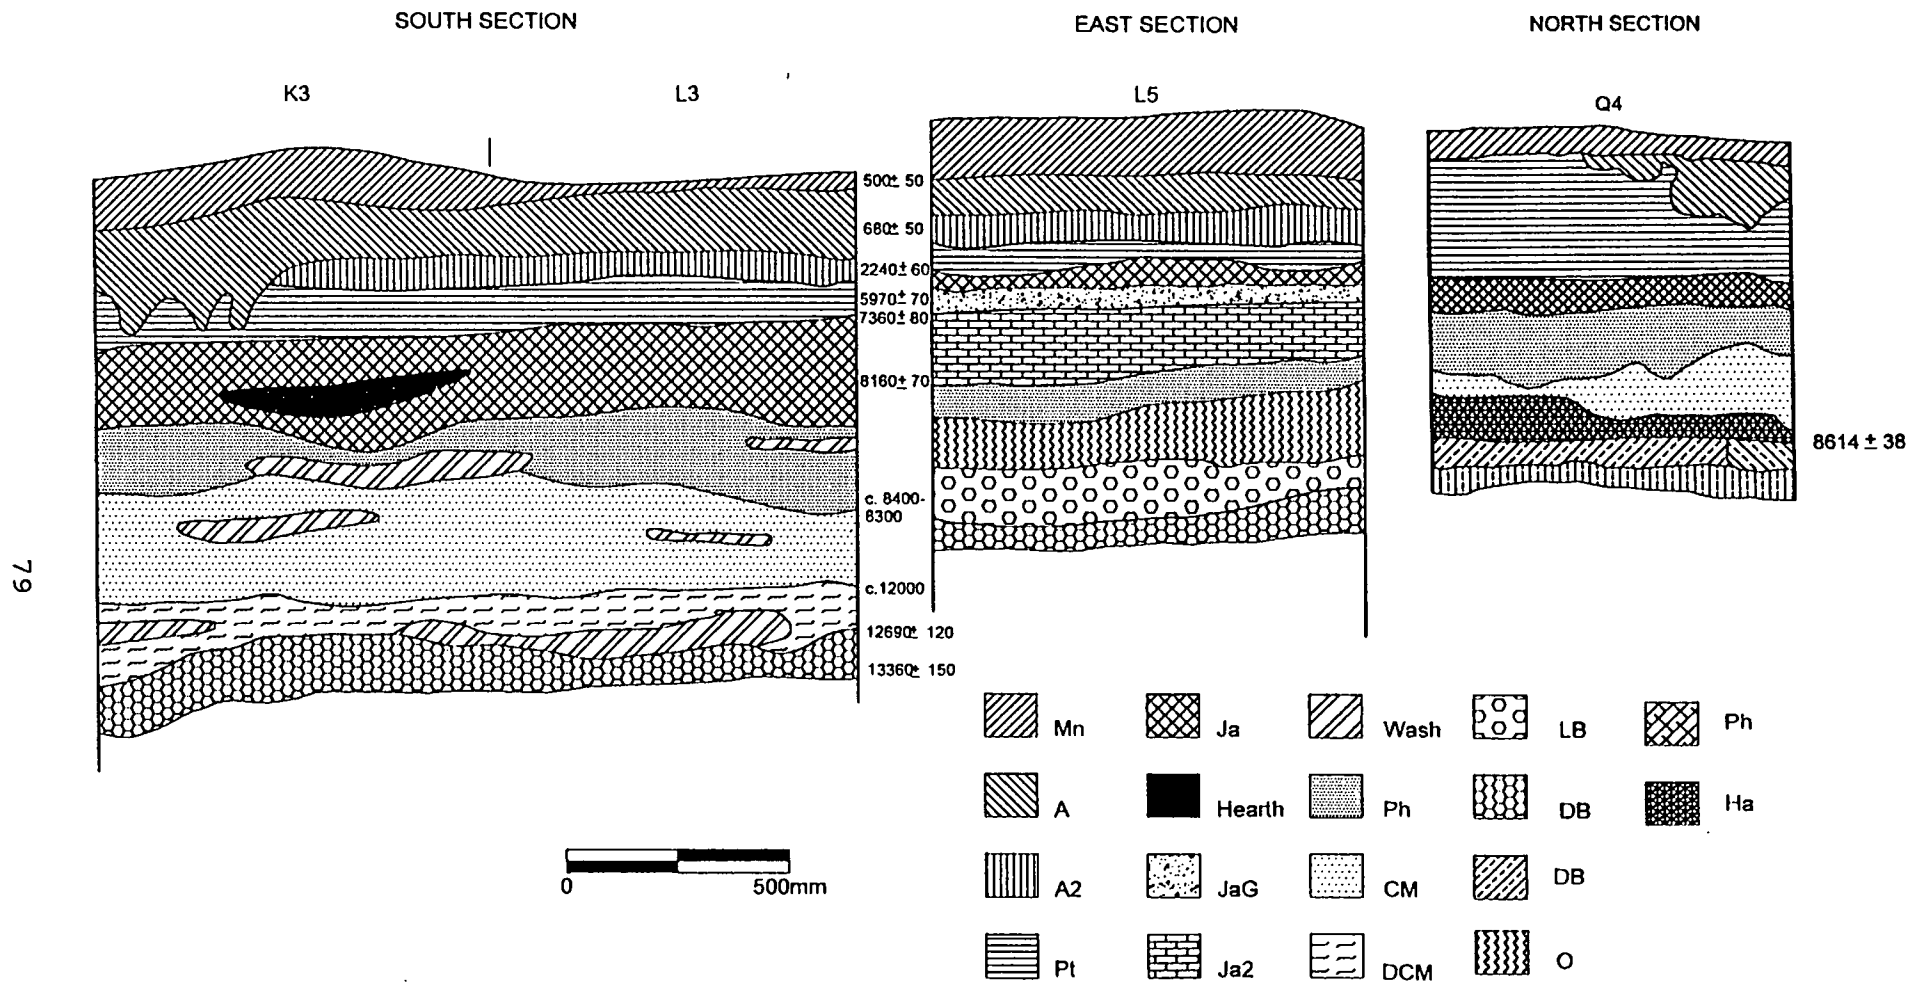 SOUTH SECTION
EAST SECTION
NORTH SECTION
K3
L3
L5
Q4
500± 50
680± 50
2240± 60
5970± 70
7360± 80
8160± 70
c. 8400-
8300
c.12000
12690± 120
13360± 150
8614 ± 38
79
Mn
Ja
Wash
LB
Ph
A
Hearth
Ph
DB
Ha
A2
JaG
CM
DB
Pt
Ja2
DCM
O
0
500mm